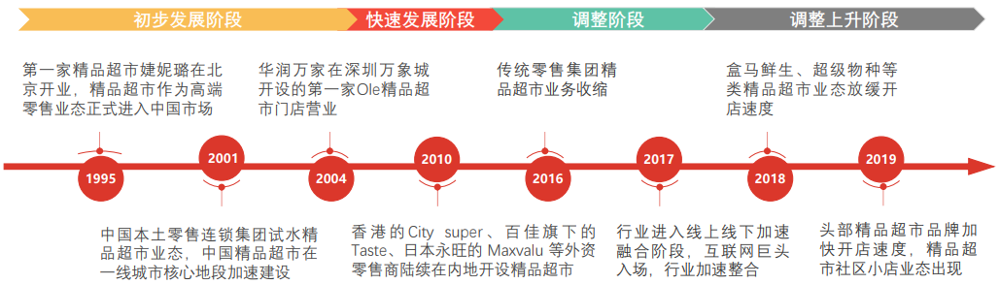 初步发展阶段
快速发展阶段
调整阶段
调整上升阶段
第一家精品超市婕妮璐在北
京开业，精品超市作为高端
零售业态正式进入中国市场
华润万家在深圳万象城
开设的第一家Ole精品超
市门店营业
传统零售集团精
品超市业务收缩
盒马鲜生、超级物种等
类精品超市业态放缓开
店速度
1995
2001
2004
2010
2016
2017
2018
2019
中国本土零售连锁集团试水精
品超市业态，中国精品超市在
一线城市核心地段加速建设
香港的City super、百佳旗下的
Taste、日本永旺的 Maxvalu 等外资
零售商陆续在内地开设精品超市
行业进入线上线下加速
融合阶段，互联网巨头
入场，行业加速整合
头部精品超市品牌加
快开店速度，精品超
市社区小店业态出现